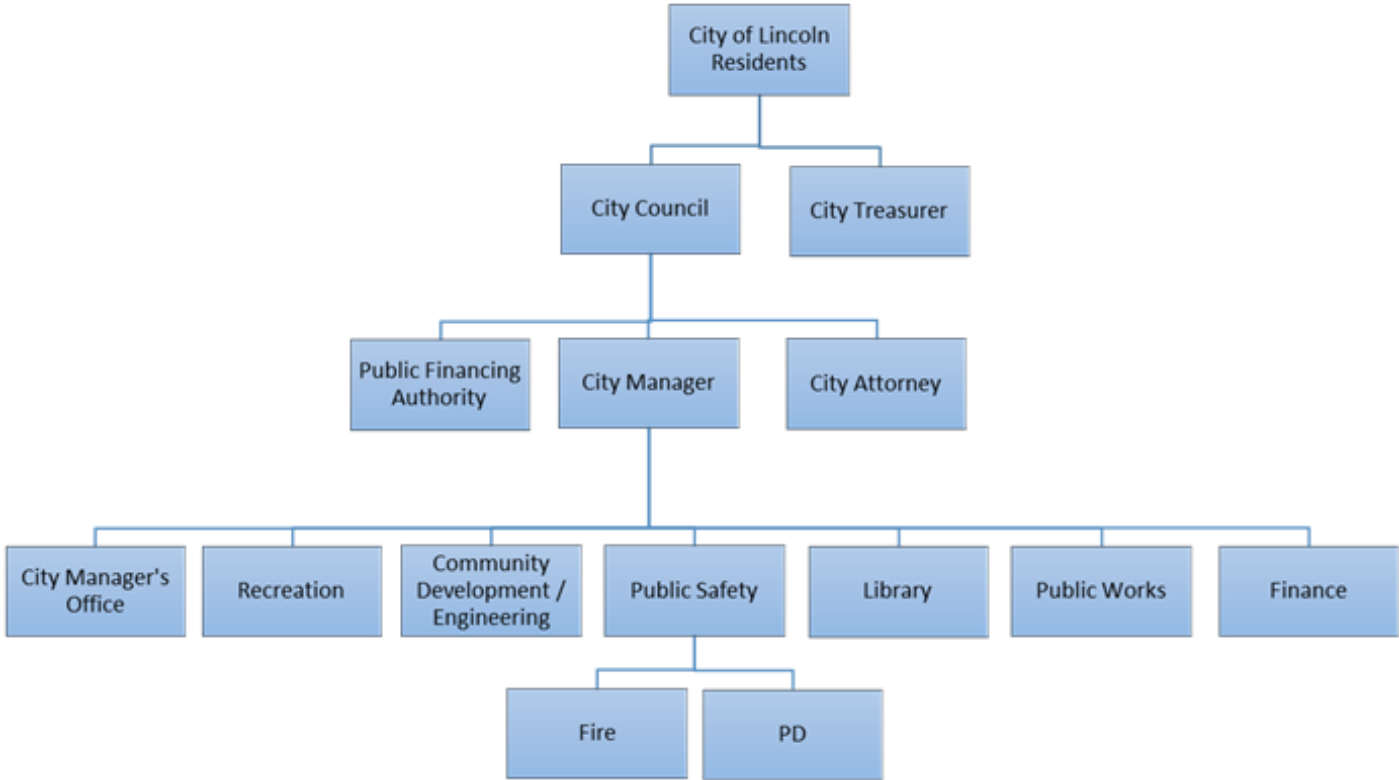 City of Lincoln
Residents
City Council
City Treasurer
Public Financing
Authority
City Manager
City Attorney
City Manager's
Office
Recreation
Community
Development /
Engineering
Public Safety
Library
Public Works
Finance
Fire
PD